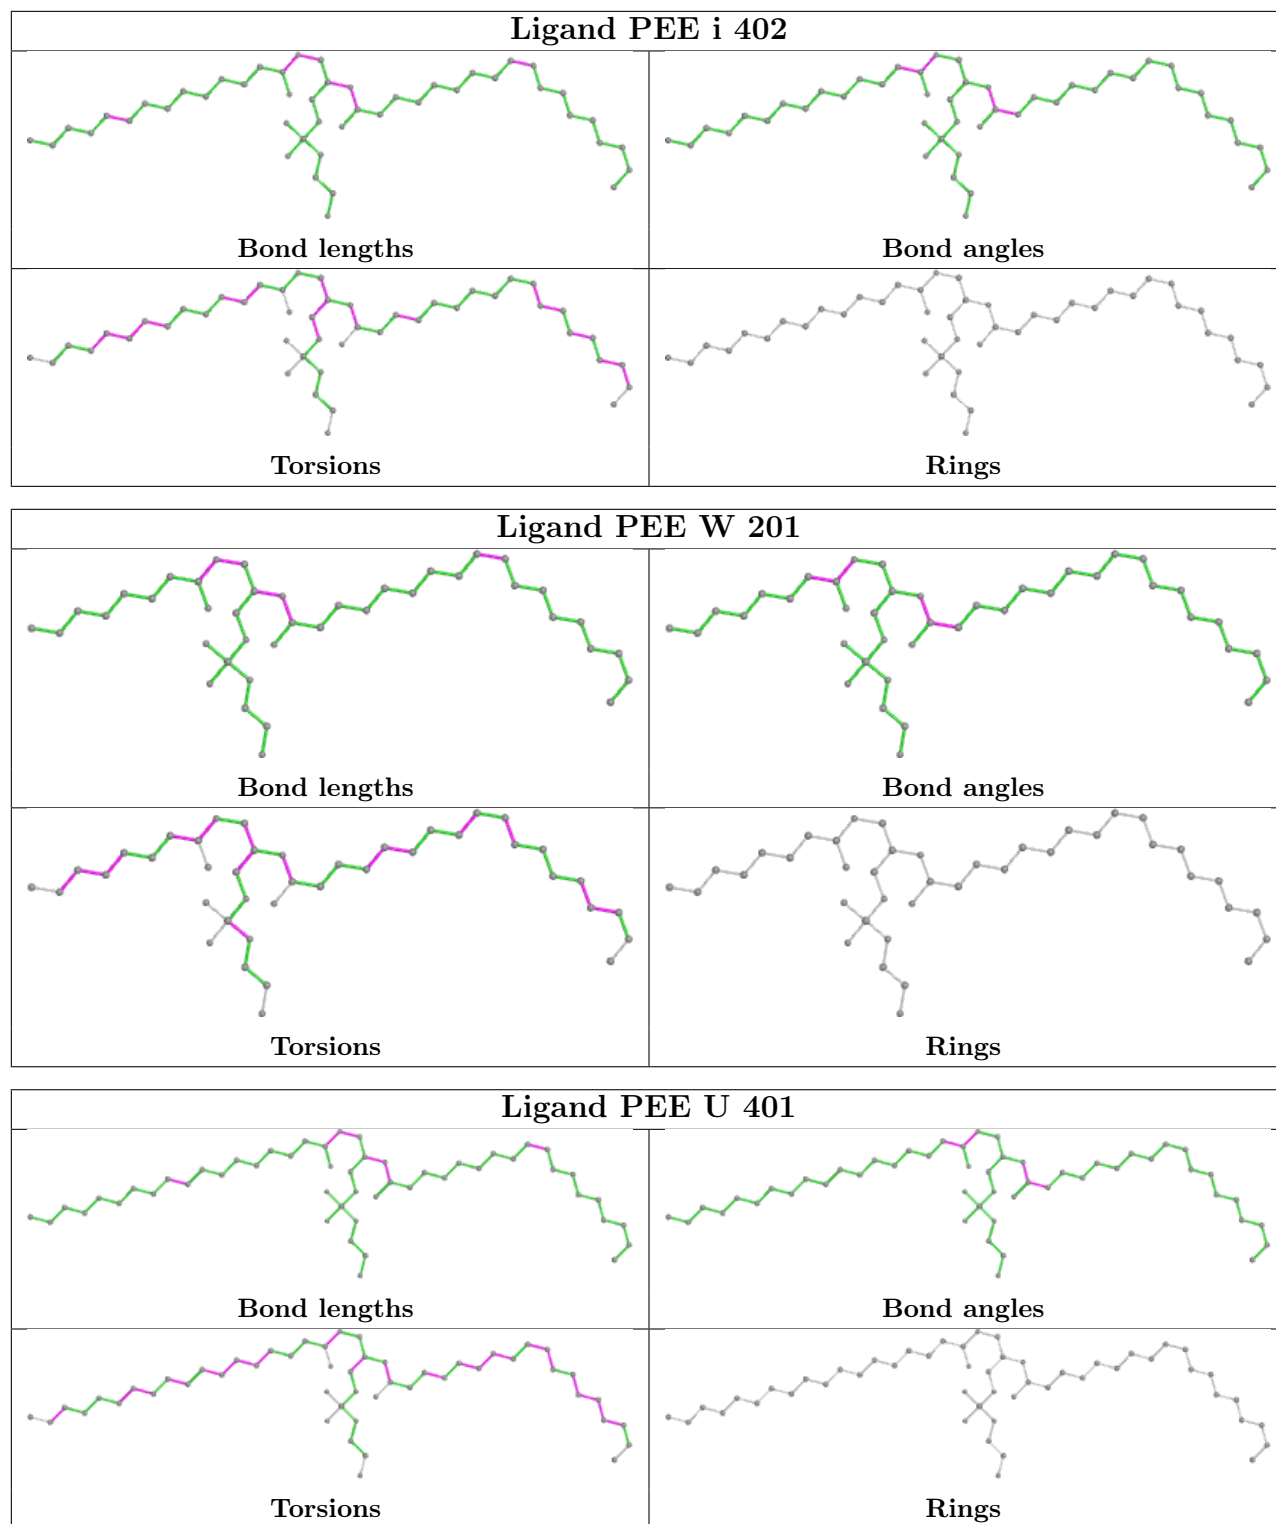 Ligand PEE i 402
Bond lengths
Bond angles
Torsions
Rings
Ligand PEE W 201
Bond lengths
Bond angles
Torsions
Rings
Ligand PEE U 401
Bond lengths
Bond angles
Torsions
Rings